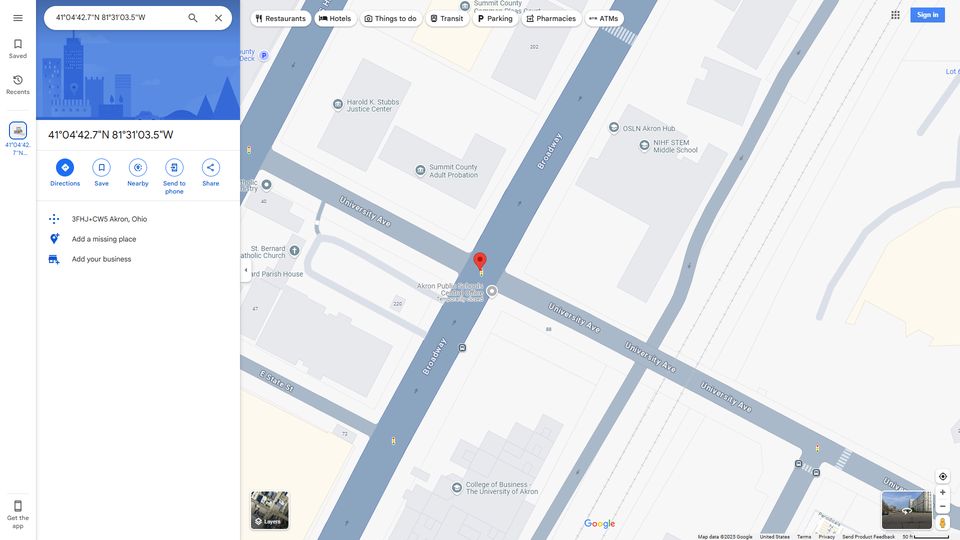 41°04'42.7"N 81°31'03.5"W
Restaurants
Hotels
Things to do
Transit
Parking
Pharmacies
ATMs
Sign in
Saved
Recents
41°04'42.
7"N...
41°04'42.7"N 81°31'03.5"W
Directions
Save
Nearby
Send to
phone
Share
3FHJ+CW5 Akron, Ohio
Add a missing place
Add your business
Get the
app
Summit County
202
Harold K. Stubbs
Justice Center
Summit County
Adult Probation
OSLN Akron Hub
NIHF STEM
Middle School
Broadway
University Ave
40
St. Bernard
atholic Church
ard Parish House
47
220
Akron Public Schools
Central Office
Temporarily closed
88
University Ave
University Ave
University Ave
Broadway
E State St
72
College of Business -
The University of Akron
Layers
Google
Map data ©2025 Google
United States
Terms
Privacy
Send Product Feedback
50 ft